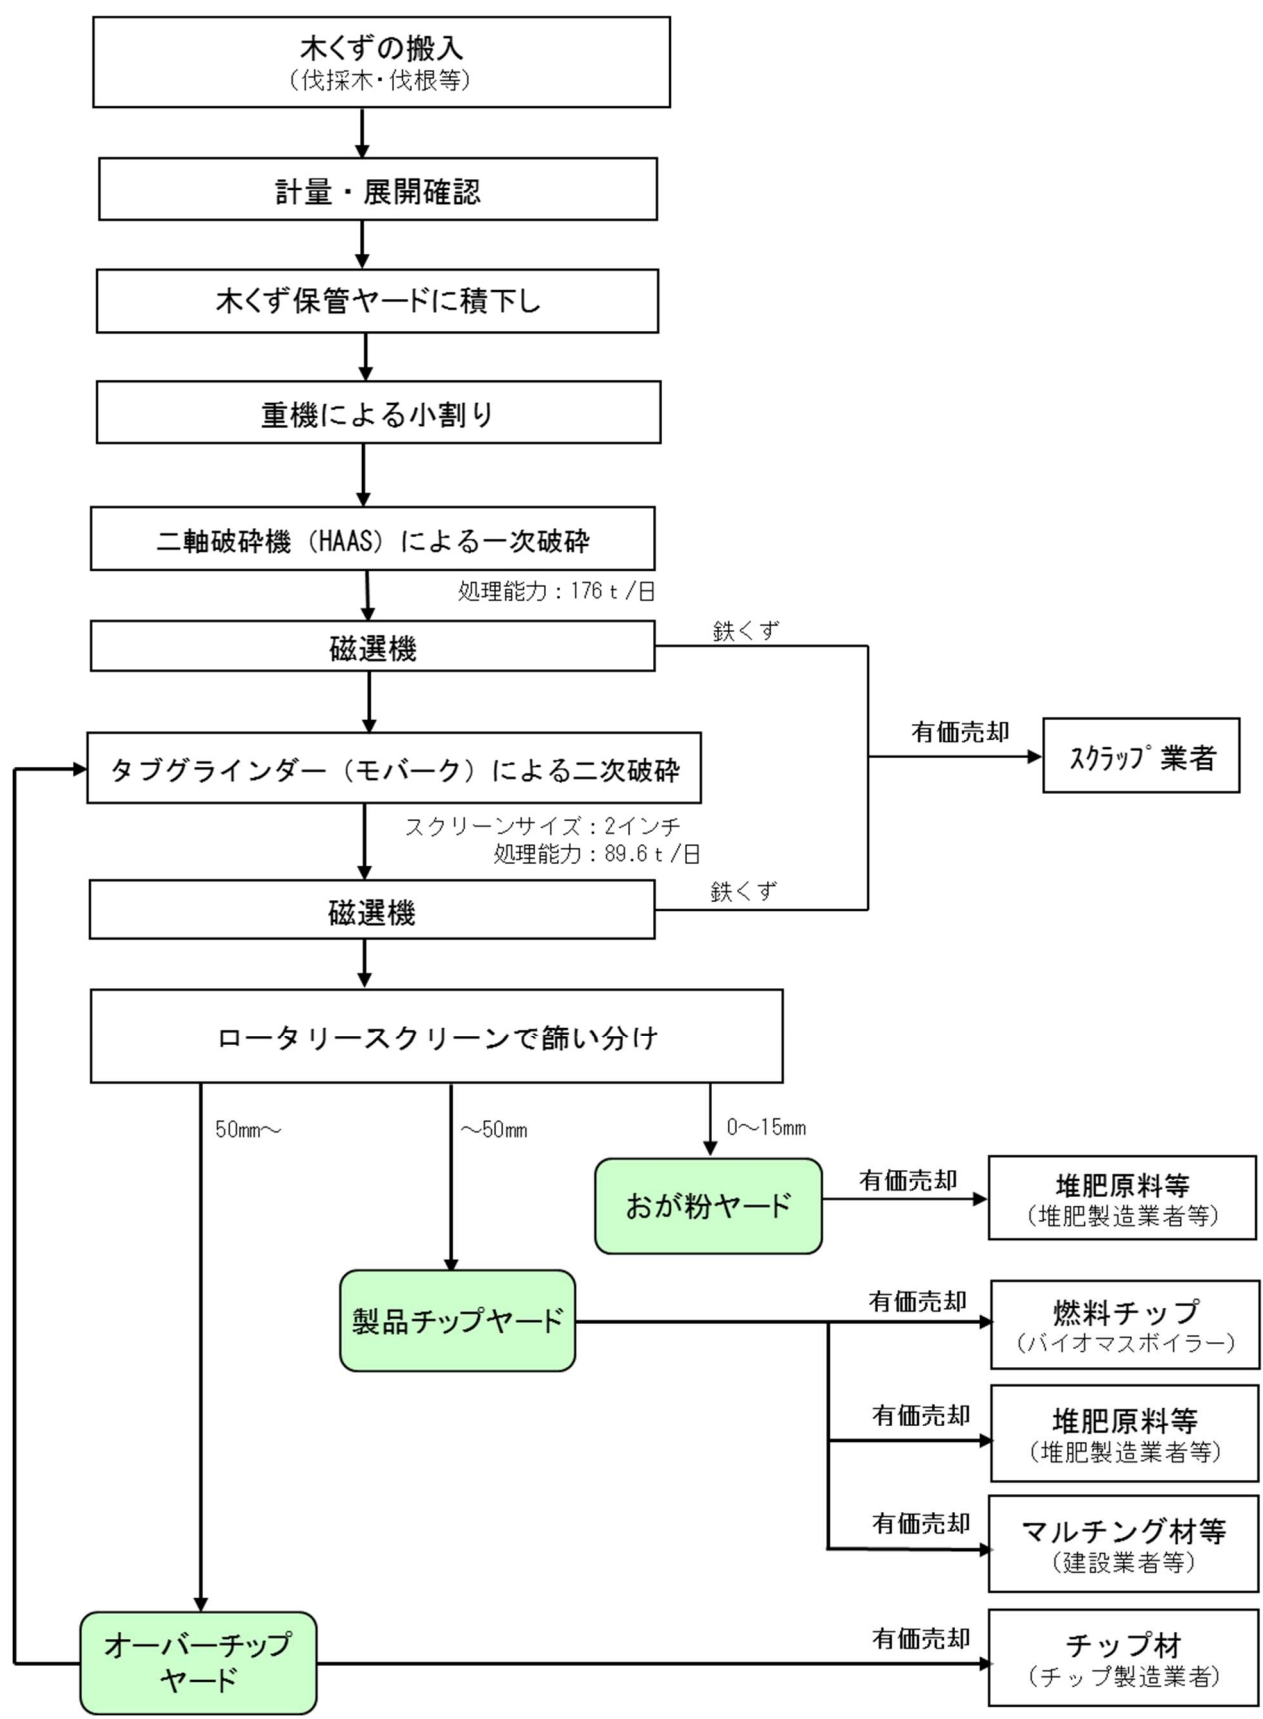 木くずの搬入
（伐採木・伐根等）
計量・展開確認
木くず保管ヤードに積下し
重機による小割り
二軸破砕機（HAAS）による一次破砕
処理能力：176ｔ/日
磁選機
鉄くず
有価売却
ｽｸﾗｯﾌﾟ業者
タブグラインダー（モバーク）による二次破砕
スクリーンサイズ：2インチ
処理能力：89.6ｔ/日
磁選機
鉄くず
ロータリースクリーンで篩い分け
50mm～
～50mm
0～15mm
おが粉ヤード
有価売却
堆肥原料等
（堆肥製造業者等）
製品チップヤード
有価売却
燃料チップ
（バイオマスボイラー）
有価売却
堆肥原料等
（堆肥製造業者等）
有価売却
マルチング材等
（建設業者等）
オーバーチップ
ヤード
有価売却
チップ材
（チップ製造業者）